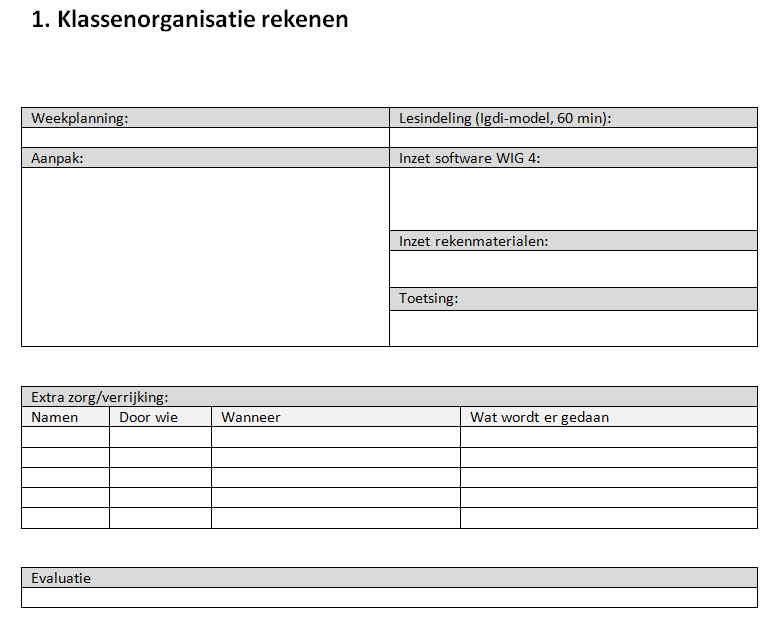 1. Klassenorganisatie rekenen
Weekplanning:
Lesindeling (Igdi-model, 60 min):
Aanpak:
Inzet software WIG 4:
Inzet rekenmaterialen:
Toetsing:
Extra zorg/verrijking:
Namen Door wie Wanneer Wat wordt er gedaan
Evaluatie